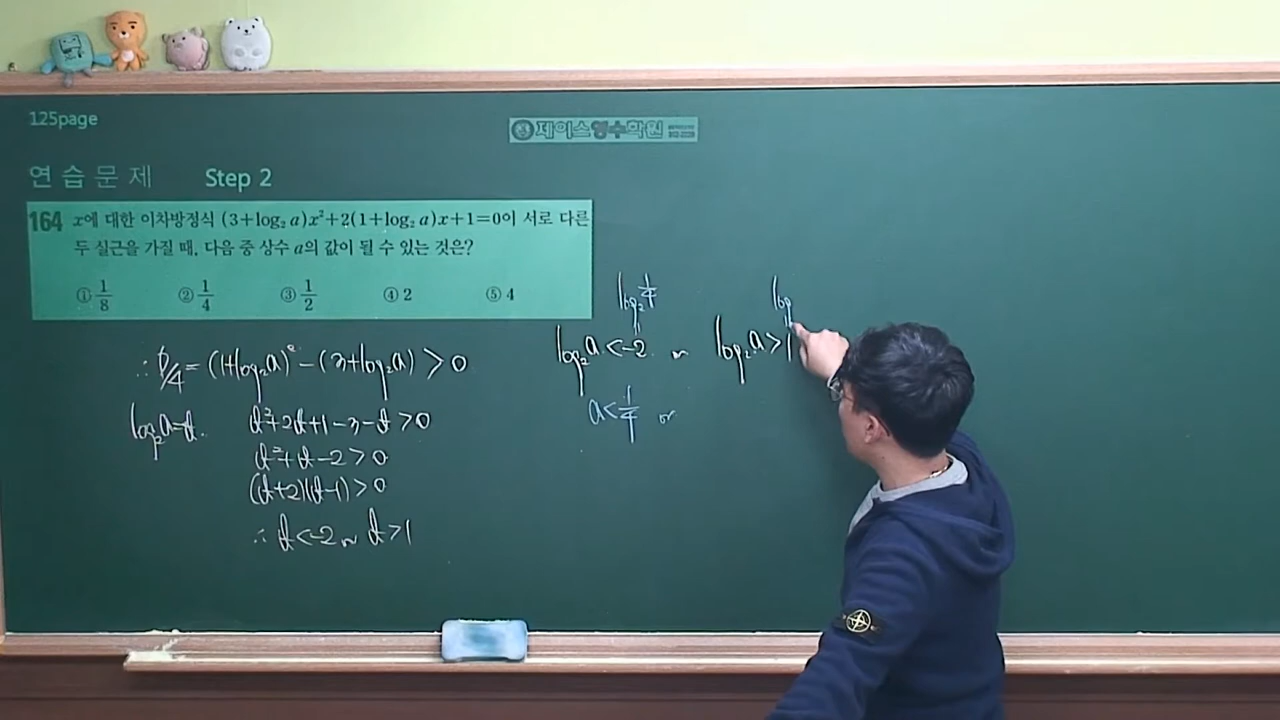 125page
제이스영수학원
연 습 문 제 Step 2
164 x에 대한 이차방정식 (3+log₂ a)x²+2(1+log₂ a)x+1=0이 서로 다른
두 실근을 가질 때, 다음 중 상수 a의 값이 될 수 있는 것은?
① 1/8 ② 1/4 ③ 1/2 ④ 2 ⑤ 4
∴ D/4 = (1+log₂a)² − (3+log₂a) > 0
log₂a=t.
t²+2t+1−3−t>0
t²+t−2>0
(t+2)(t−1)>0
∴ t<−2 or t>1
log₂ 1/4
log
"
log₂a<−2 or log₂a>1
a<1/4 or